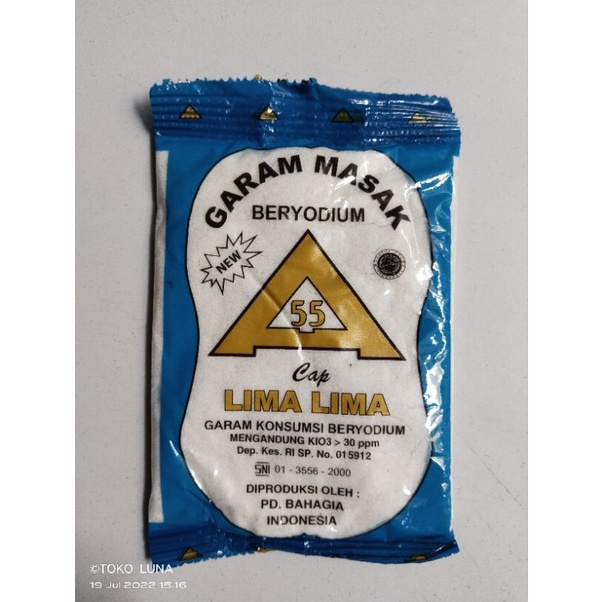 GARAM MASAK
BERYODIUM
NEW
55
Cap
LIMA LIMA
GARAM KONSUMSI BERYODIUM
MENGANDUNG KIO3 > 30 ppm
Dep. Kes. RI SP. No. 015912
SNI 01 - 3556 - 2000
DIPRODUKSI OLEH :
PD. BAHAGIA
INDONESIA
©TOKO LUNA
19 Jul 2022 15.16